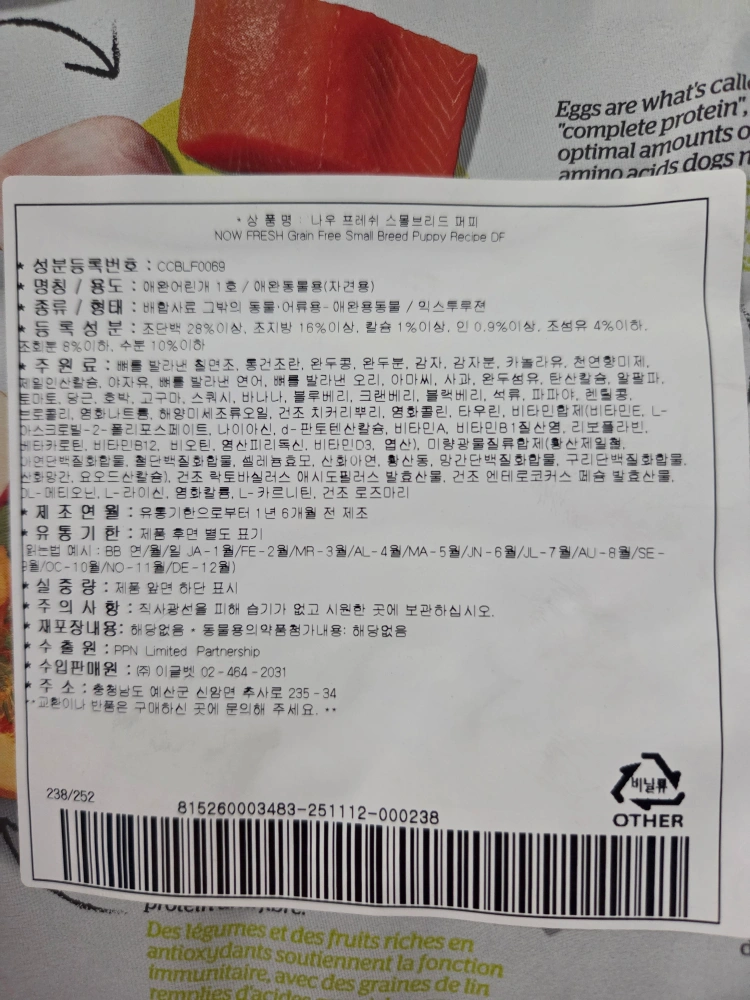 Eggs are what's
"complete protein",
optimal amounts
amino acids dogs
* 상 품 명 : 나우 프레쉬 스몰브리드 퍼피
NOW FRESH Grain Free Small Breed Puppy Recipe DF
* 성분등록번호 : CCBLF0069
* 명칭 / 용도 : 애완어린개 1호 / 애완동물용(자견용)
* 종류 / 형태 : 배합사료 그밖의 동물·어류용- 애완용동물 / 익스투루젼
* 등 록 성 분 : 조단백 28%이상, 조지방 16%이상, 칼슘 1%이상, 인 0.9%이상, 조섬유 4%이하,
조회분 8%이하, 수분 10%이하
* 주 원 료 : 뼈를 발라낸 칠면조, 통건조란, 완두콩, 완두분, 감자, 감자분, 카놀라유, 천연향미제,
제일인산칼슘, 야자유, 뼈를 발라낸 연어, 뼈를 발라낸 오리, 아마씨, 사과, 완두섬유, 탄산칼슘, 알팔파,
토마토, 당근, 호박, 고구마, 스쿼시, 바나나, 블루베리, 크랜베리, 블랙베리, 석류, 파파야, 렌틸콩,
브로콜리, 염화나트륨, 해양미세조류오일, 건조 치커리뿌리, 염화콜린, 타우린, 비타민합제(비타민E, L-
아스크로빌-2-폴리포스페이트, 나이아신, d- 판토텐산칼슘, 비타민A, 비타민B1질산염, 리보플라빈,
베타카로틴, 비타민B12, 비오틴, 염산피리독신, 비타민D3, 엽산), 미량광물질류합제(황산제일철,
아연단백질화합물, 철단백질화합물, 셀레늄효모, 산화아연, 황산동, 망간단백질화합물, 구리단백질화합물,
산화망간, 요오드산칼슘), 건조 락토바실러스 애시도필러스 발효산물, 건조 엔테로코커스 페슘 발효산물,
DL-메티오닌, L-라이신, 염화칼륨, L-카르니틴, 건조 로즈마리
* 제 조 연 월 : 유통기한으로부터 1년 6개월 전 제조
* 유 통 기 한 : 제품 후면 별도 표기
(읽는법 예시 : BB 연/월/일 JA-1월/FE-2월/MR-3월/AL-4월/MA-5월/JN-6월/JL-7월/AU-8월/SE-
9월/OC-10월/NO-11월/DE-12월)
* 실 중 량 : 제품 앞면 하단 표시
* 주 의 사 항 : 직사광선을 피해 습기가 없고 시원한 곳에 보관하십시오.
* 재포장내용: 해당없음 * 동물용의약품첨가내용: 해당없음
* 수 출 원 : PPN Limited Partnership
* 수입판매원 : ㈜ 이글벳 02-464-2031
* 주 소 : 충청남도 예산군 신암면 추사로 235-34
**교환이나 반품은 구매하신 곳에 문의해 주세요. **
비닐류
OTHER
238/252
815260003483-251112-000238
Des légumes et des fruits riches en
antioxydants soutiennent la fonction
immunitaire, avec des graines de lin
remplies d'acides